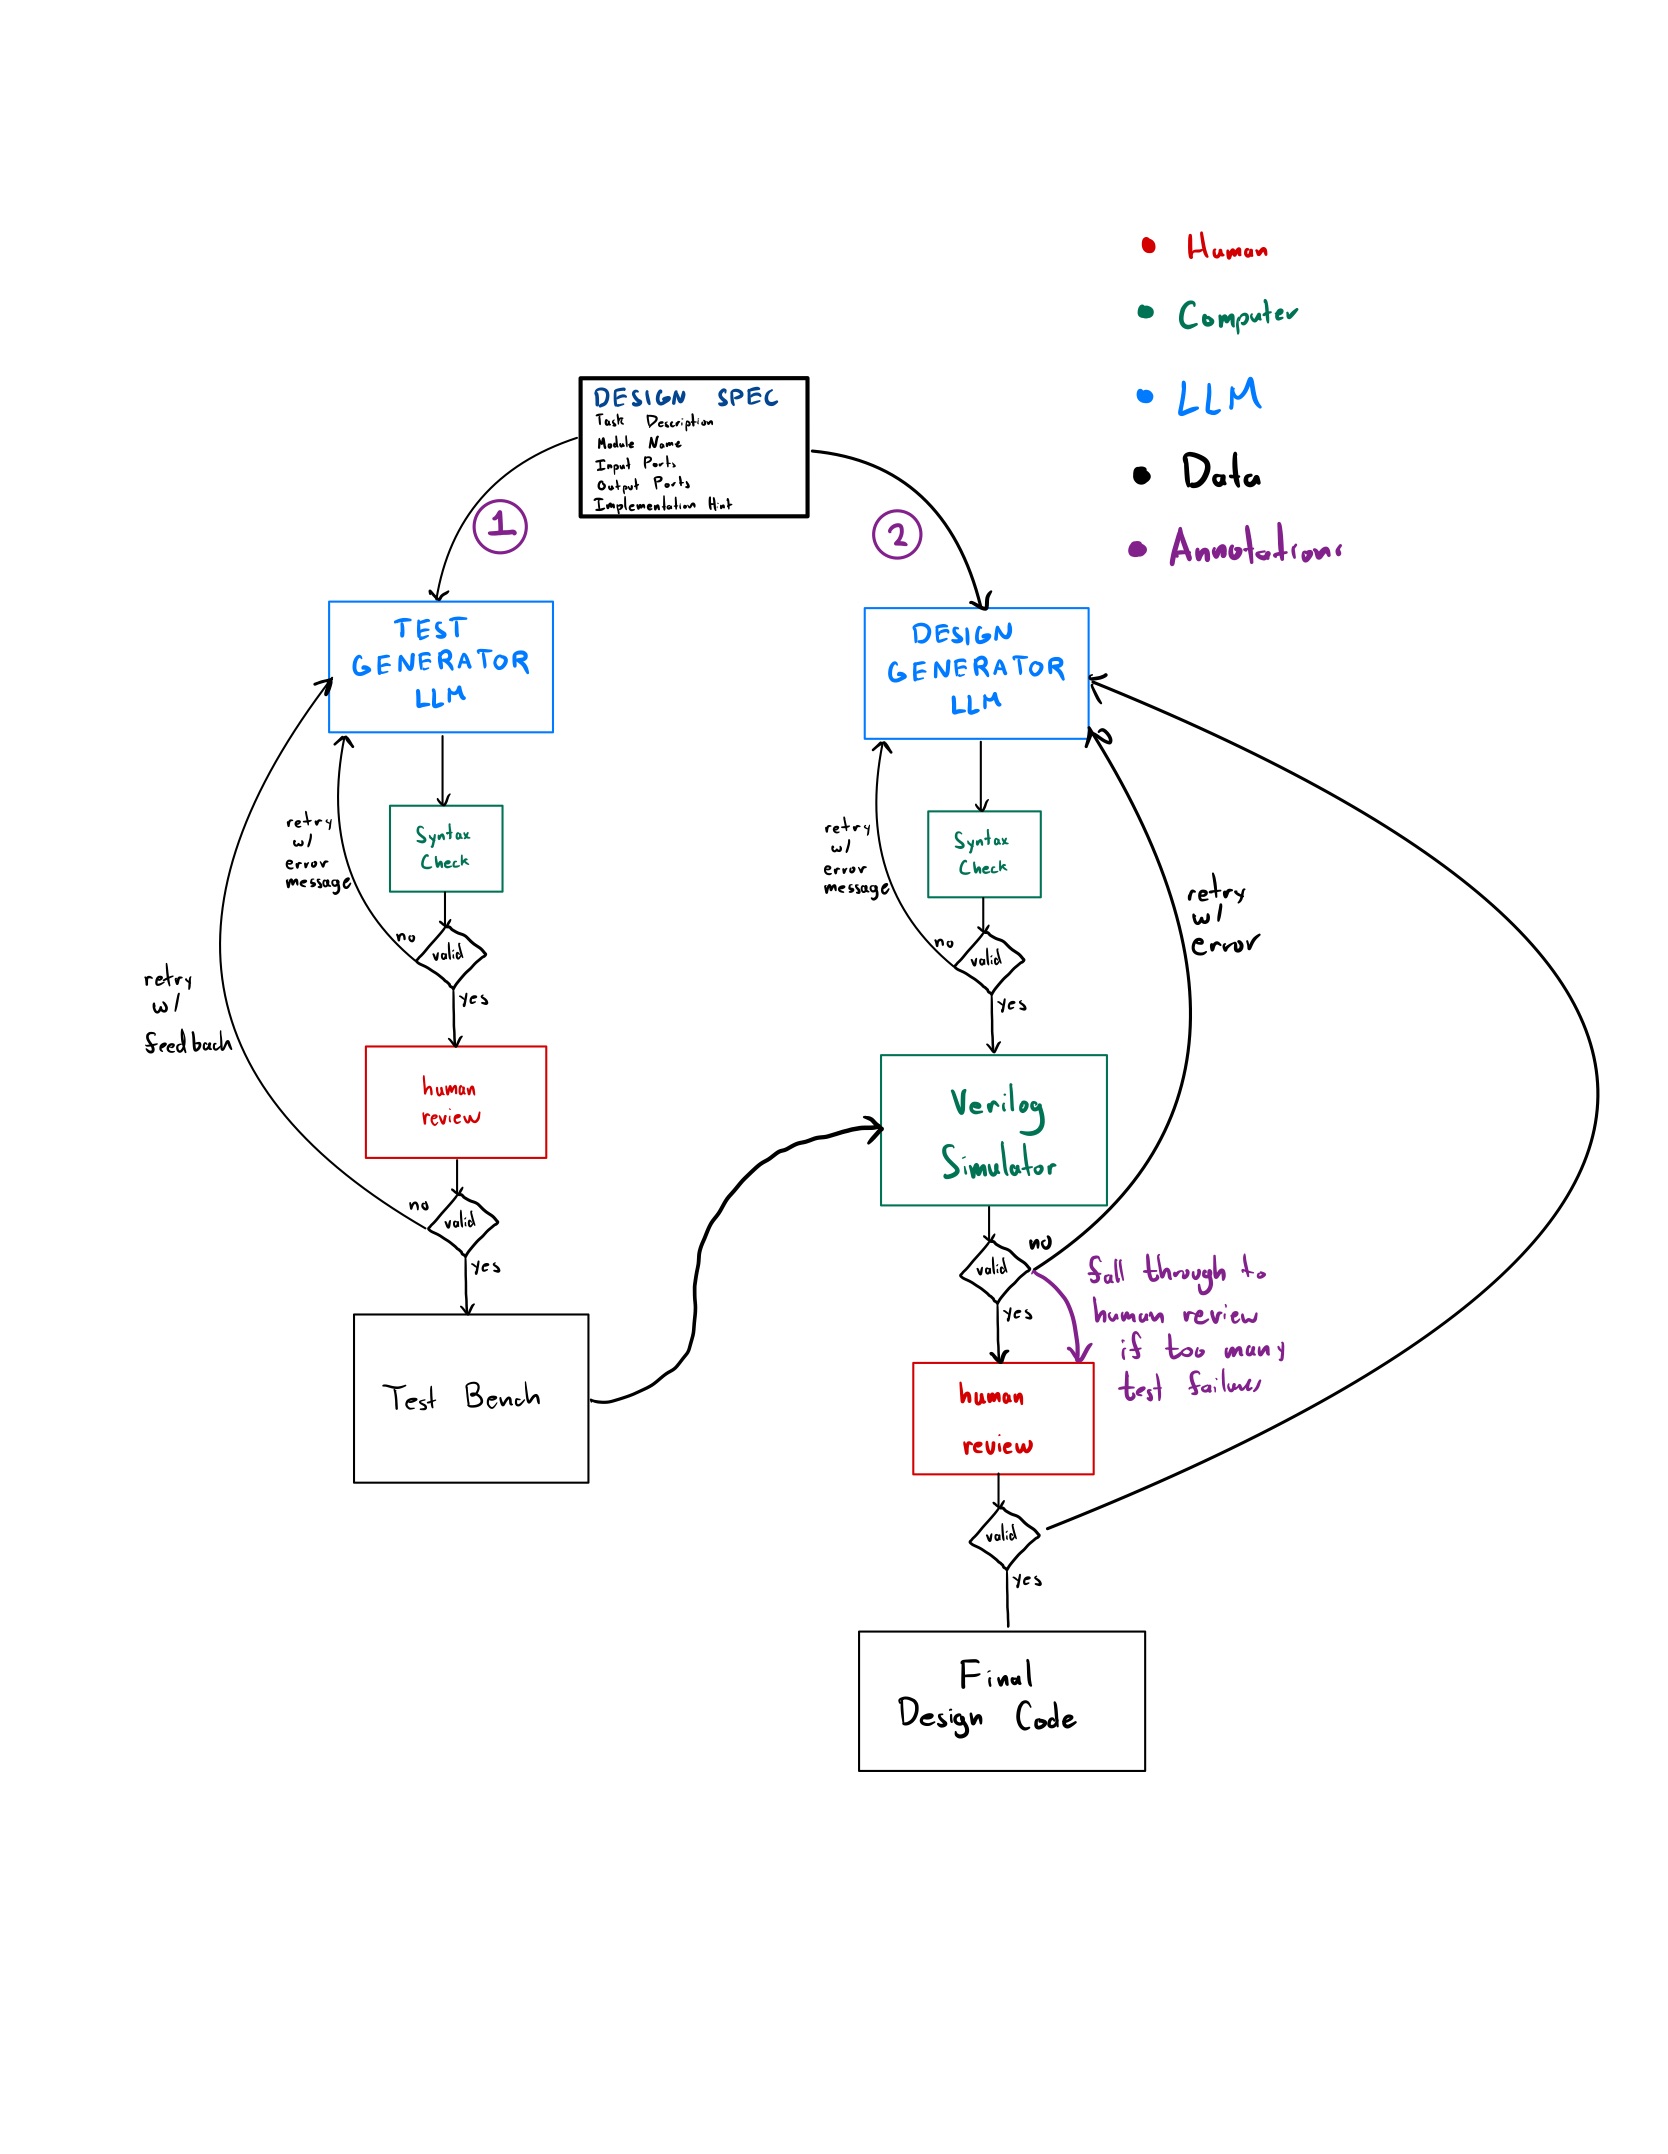 Human
Computer
LLM
Data
Annotations
DESIGN SPEC
Task Description
Module Name
Input Ports
Output Ports
Implementation Hint
1
2
TEST
GENERATOR
LLM
retry
w/
error
message
Syntax
Check
no
valid
yes
retry
w/
feedback
human
review
no
valid
yes
Test Bench
DESIGN
GENERATOR
LLM
retry
w/
error
message
Syntax
Check
no
valid
yes
retry
w/
error
Verilog
Simulator
no
valid
yes
fall through to
human review
if too many
test failures
human
review
valid
yes
Final
Design Code